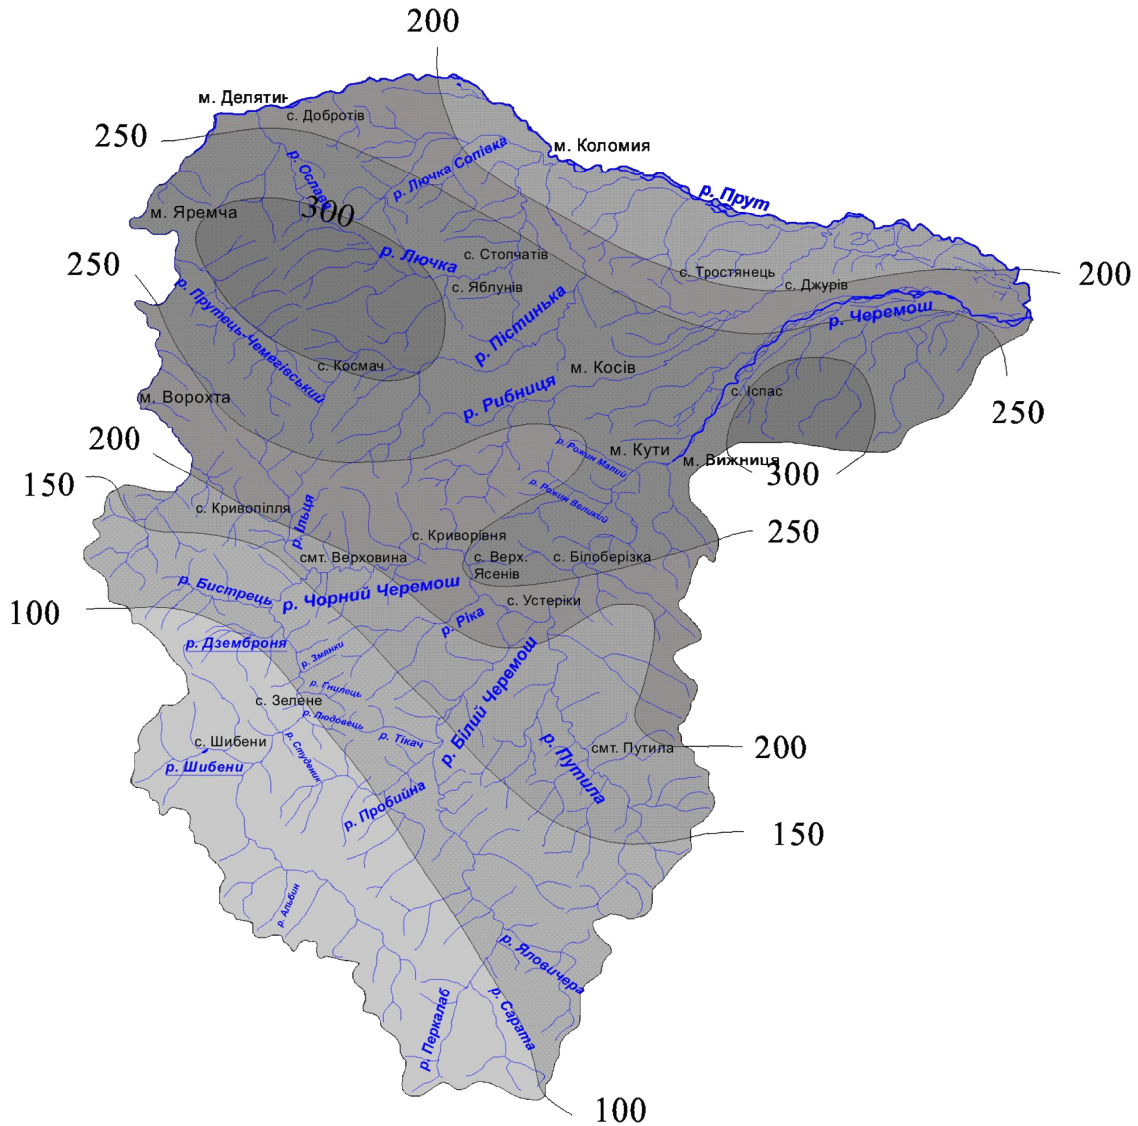 200
м. Делятин
с. Добротів
250
м. Коломия
р. Ослава
р. Лючка Сопівка
р. Прут
м. Яремча
300
с. Стопчатів
р. Лючка
250
с. Тростянець
200
с. Яблунів
с. Джурів
р. Прутець-Чемегівський
р. Пістинька
р. Черемош
с. Космач
м. Косів
р. Рибниця
с. Іспас
м. Ворохта
250
200
р. Рожин Малий
м. Кути
м. Вижниця
300
150
р. Рожин Великий
с. Кривопілля
р. Ільця
с. Криворівня
250
смт. Верховина
с. Верх.
Ясенів
с. Білоберізка
р. Бистрець
р. Чорний Черемош
с. Устеріки
100
р. Ріка
р. Дземброня
р. Змянки
р. Гнилець
с. Зелене
р. Людовець
р. Білий Черемош
с. Шибени
р. Тікач
р. Студеник
р. Шибени
смт. Путила
200
р. Путила
р. Пробийна
150
р. Альбин
р. Яловичера
р. Перкалаб
р. Сарата
100